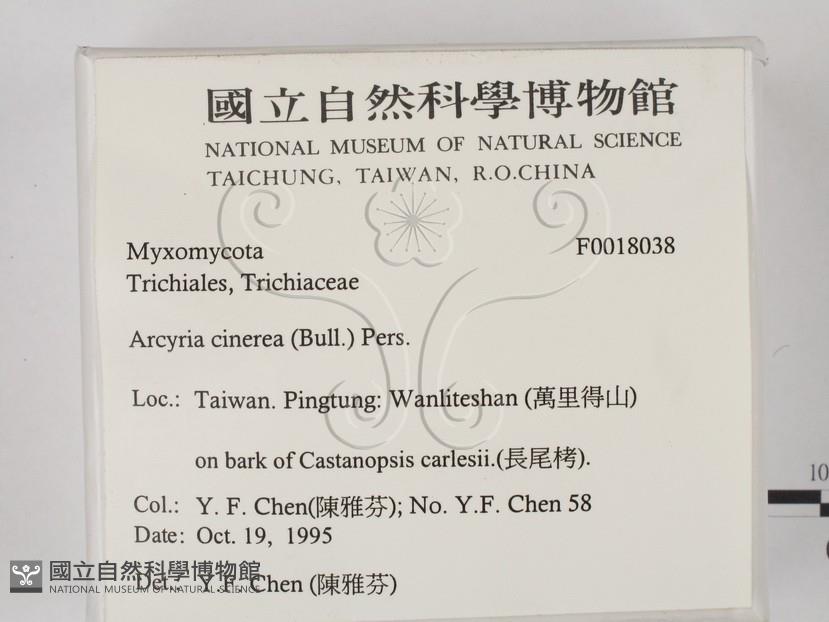 國立自然科學博物館
NATIONAL MUSEUM OF NATURAL SCIENCE
TAICHUNG, TAIWAN, R.O.CHINA
Myxomycota F0018038
Trichiales, Trichiaceae
Arcyria cinerea (Bull.) Pers.
Loc.: Taiwan. Pingtung: Wanliteshan (萬里得山)
on bark of Castanopsis carlesii.(長尾栲).
Col.: Y. F. Chen(陳雅芬); No. Y.F. Chen 58
Date: Oct. 19, 1995
Det.: Y. F. Chen (陳雅芬)
國立自然科學博物館
NATIONAL MUSEUM OF NATURAL SCIENCE
10